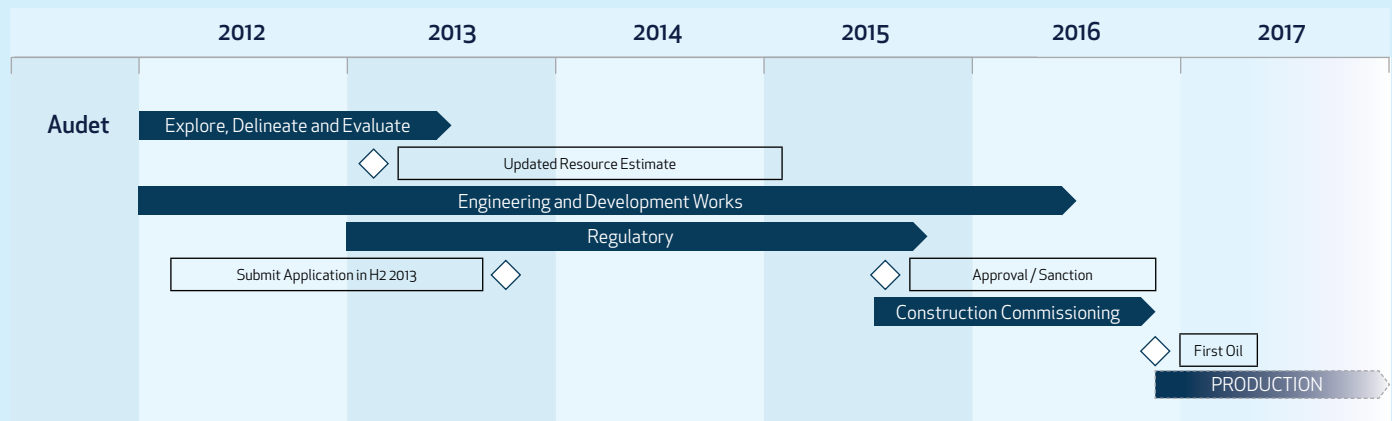 2012 2013 2014 2015 2016 2017
Audet
Explore, Delineate and Evaluate
Updated Resource Estimate
Engineering and Development Works
Regulatory
Submit Application in H2 2013
Approval / Sanction
Construction Commissioning
First Oil
PRODUCTION